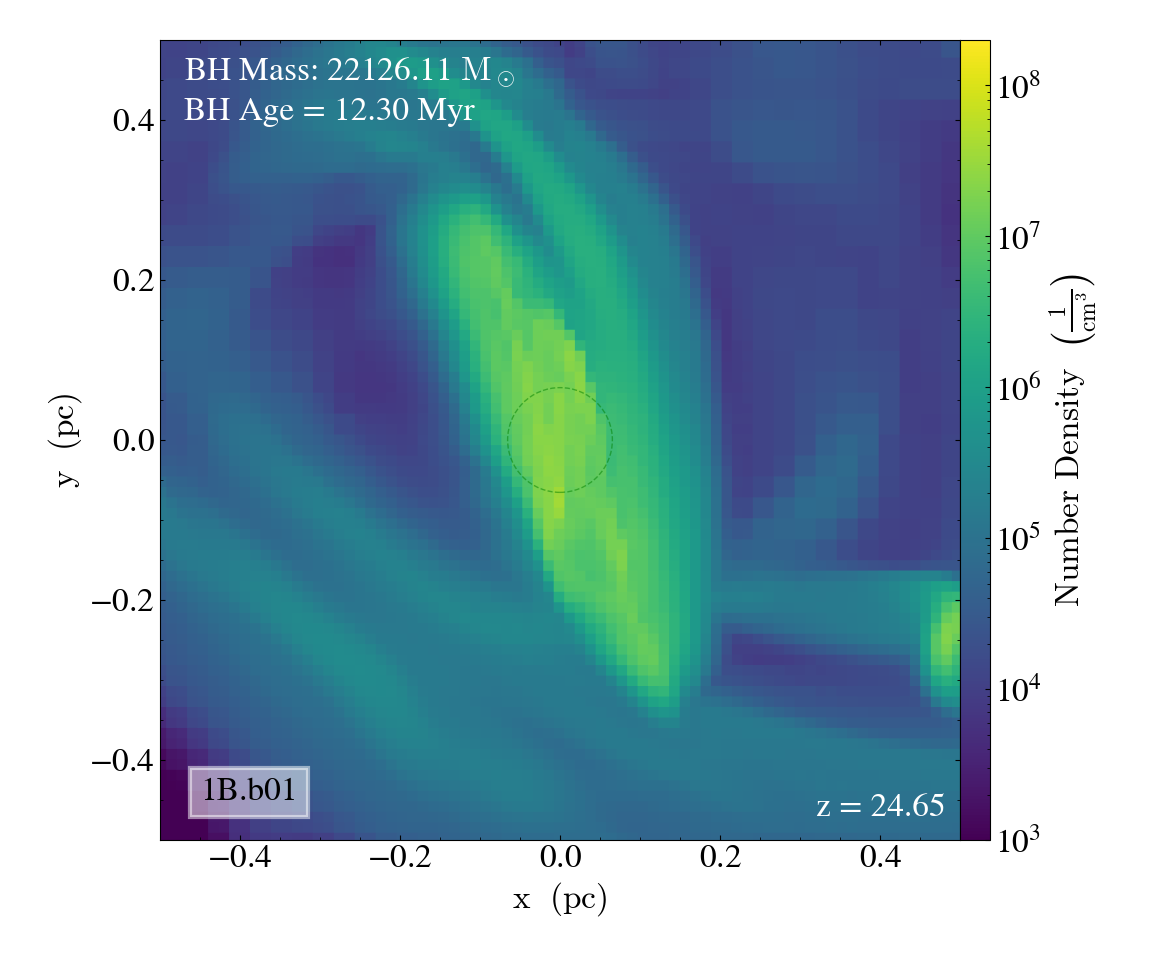 BH Mass: 22126.11 M⊙
BH Age = 12.30 Myr
1B.b01
z = 24.65
0.4
0.2
0.0
−0.2
−0.4
y (pc)
−0.4 −0.2 0.0 0.2 0.4
x (pc)
10⁸
10⁷
10⁶
10⁵
10⁴
10³
Number Density (1/cm³)